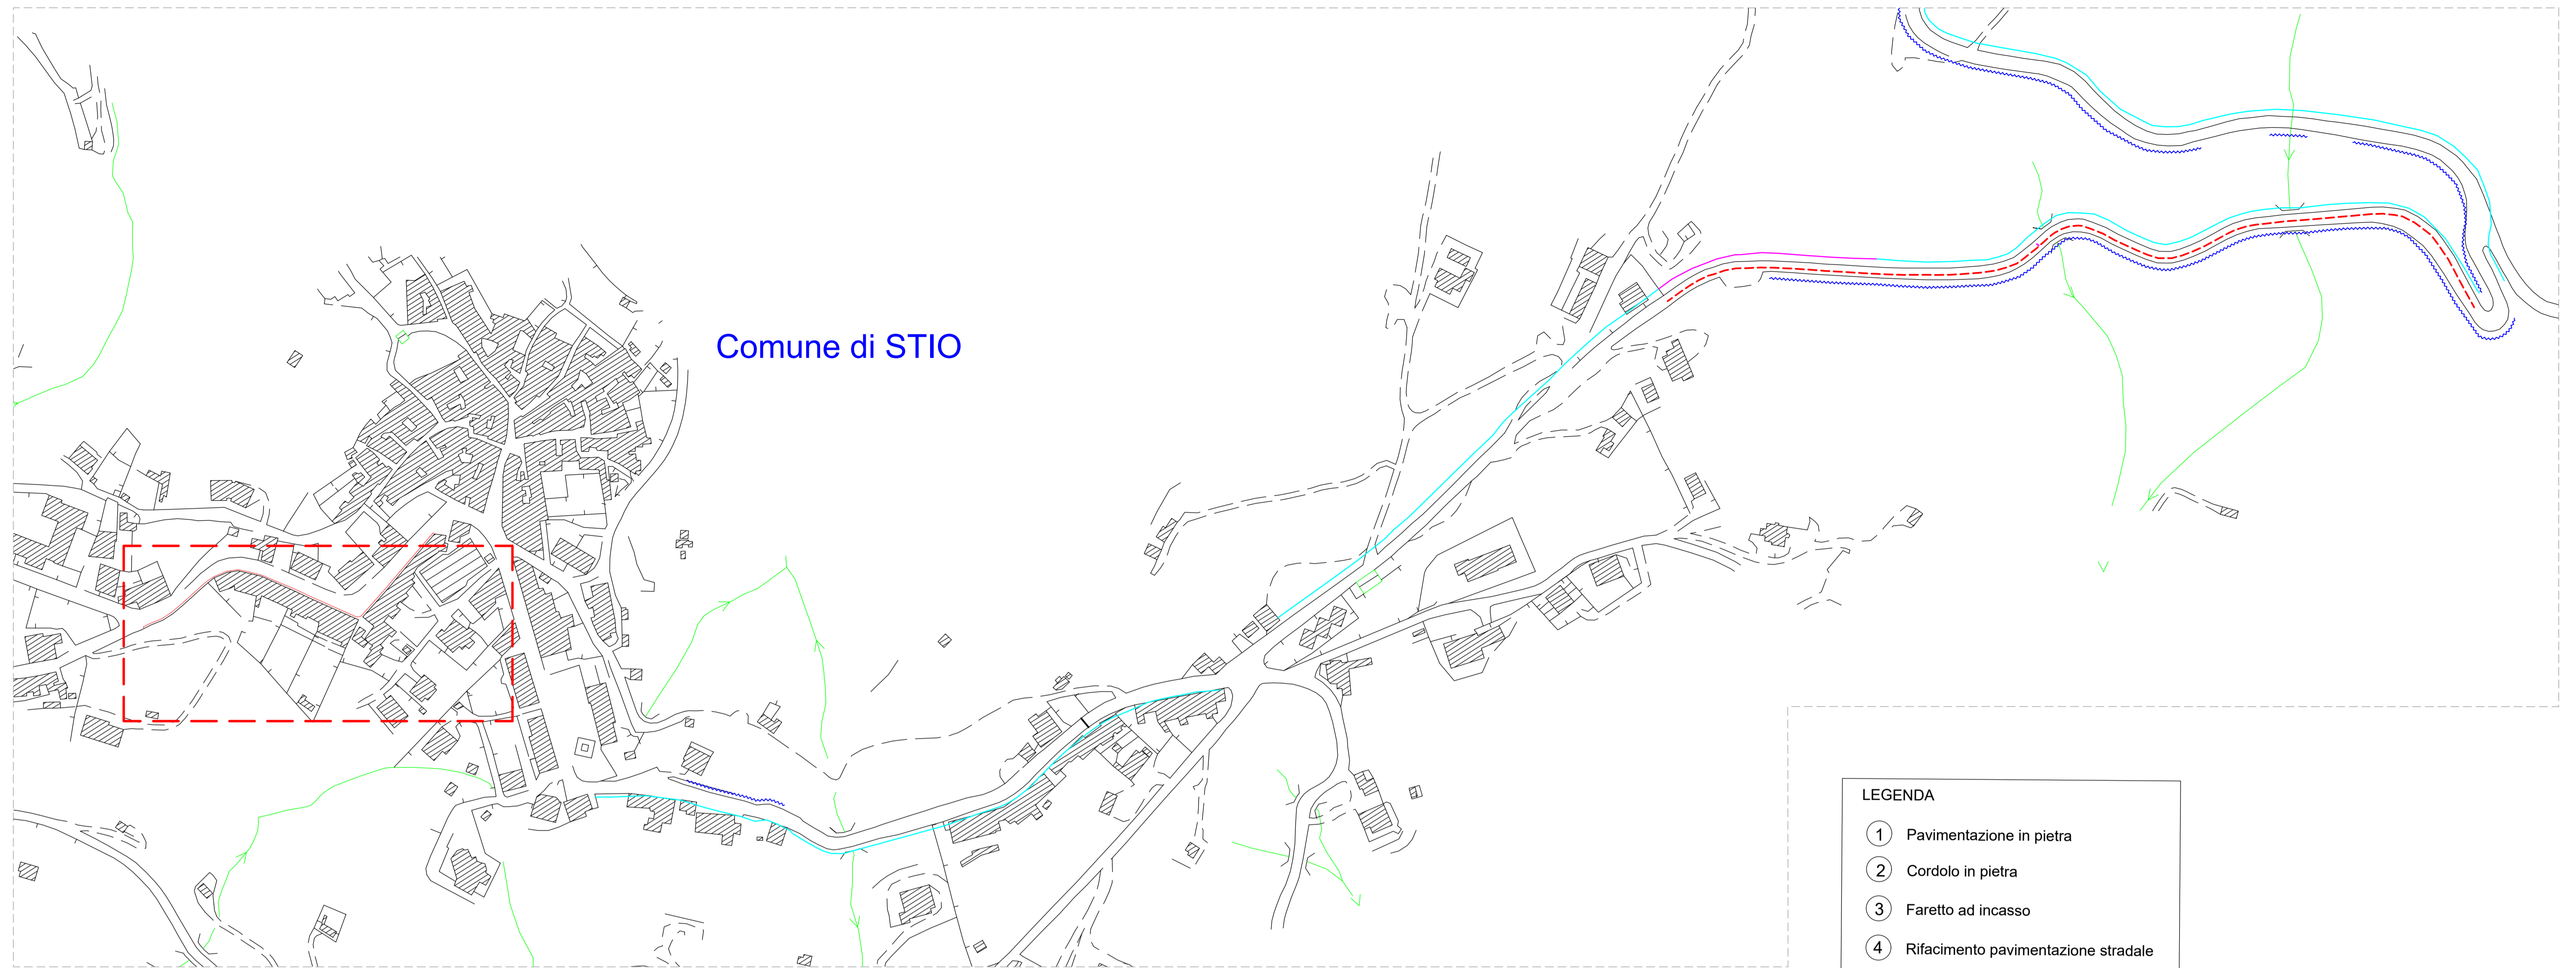 Comune di STIO
LEGENDA
1 Pavimentazione in pietra
2 Cordolo in pietra
3 Faretto ad incasso
4 Rifacimento pavimentazione stradale